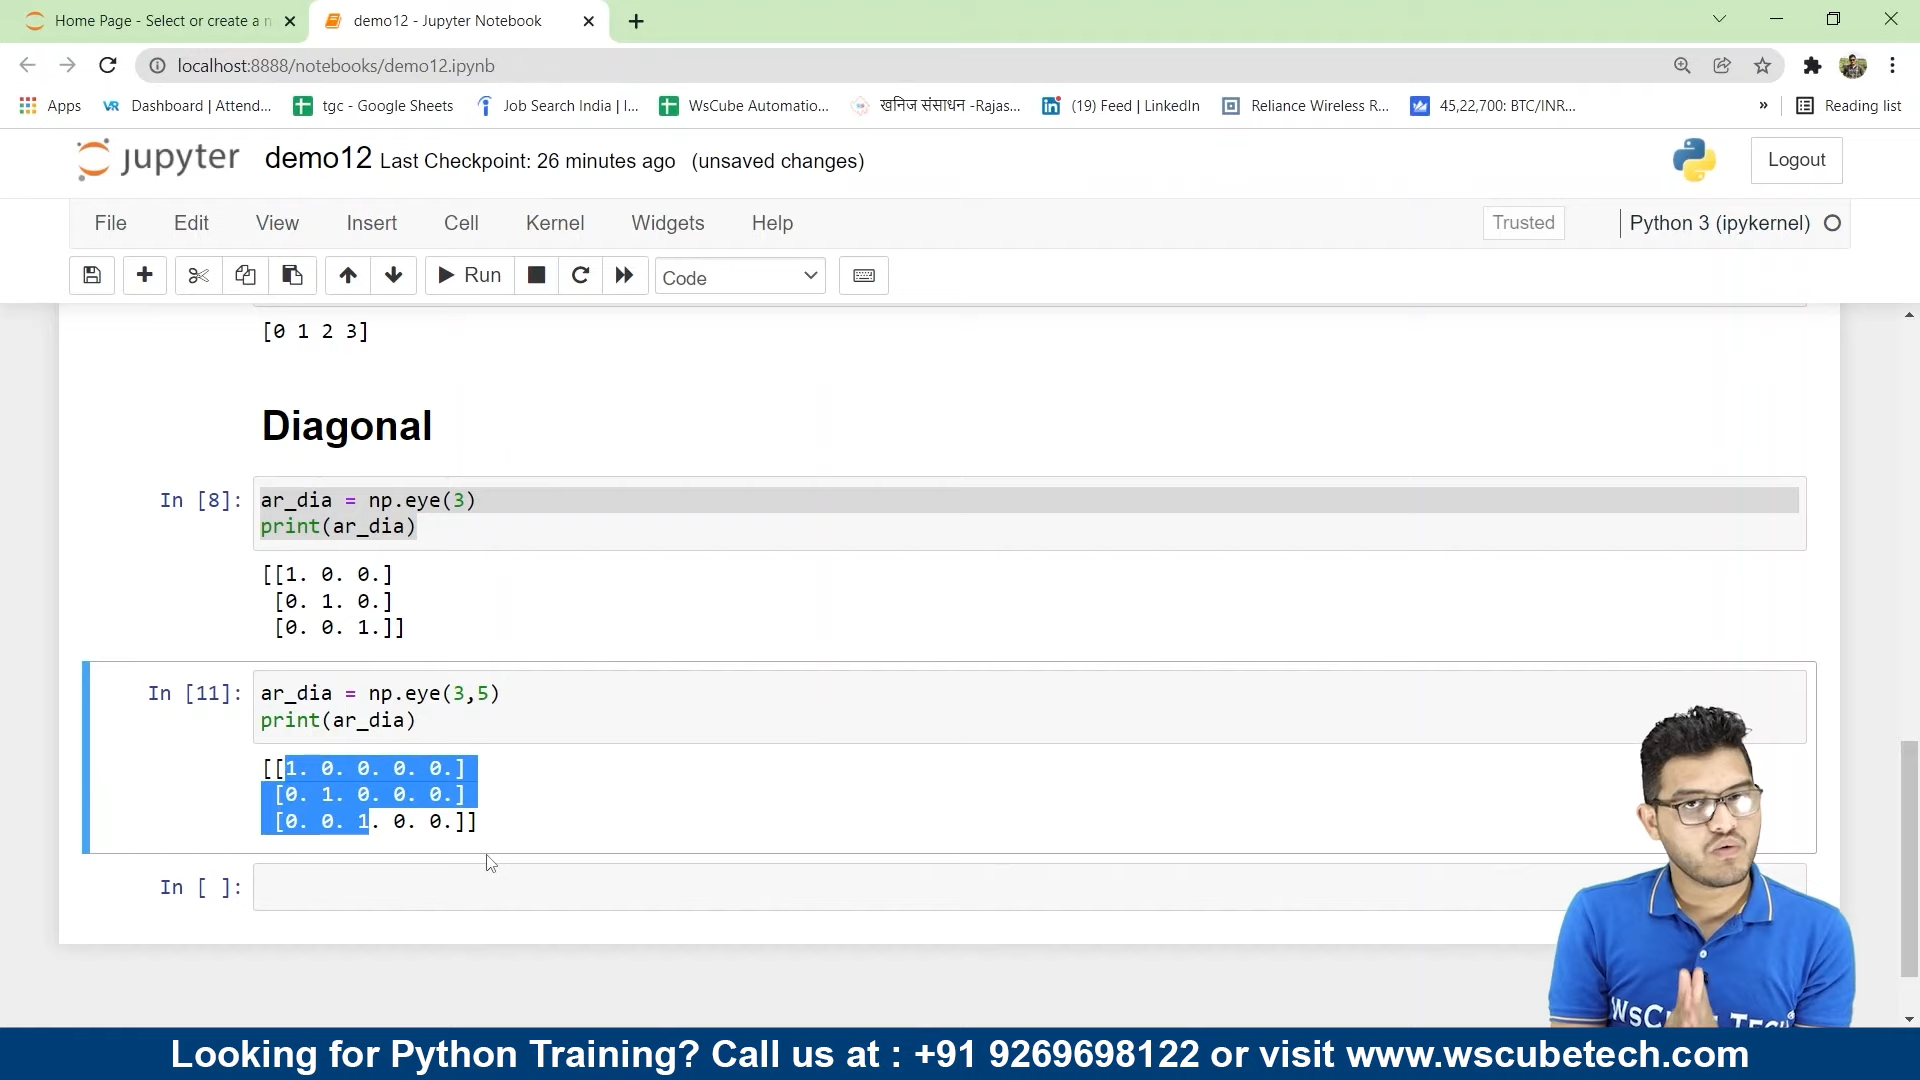 Home Page - Select or create a n
demo12 - Jupyter Notebook
localhost:8888/notebooks/demo12.ipynb
Apps
Dashboard | Attend...
tgc - Google Sheets
Job Search India | I...
WsCube Automatio...
खनिज संसाधन -Rajas...
(19) Feed | LinkedIn
Reliance Wireless R...
45,22,700: BTC/INR...
»
Reading list
jupyter demo12 Last Checkpoint: 26 minutes ago (unsaved changes)
Logout
File Edit View Insert Cell Kernel Widgets Help
Trusted
Python 3 (ipykernel)
Run
Code
[0 1 2 3]
Diagonal
In [8]:
ar_dia = np.eye(3)
print(ar_dia)
[[1. 0. 0.]
[0. 1. 0.]
[0. 0. 1.]]
In [11]:
ar_dia = np.eye(3,5)
print(ar_dia)
[[1. 0. 0. 0. 0.]
[0. 1. 0. 0. 0.]
[0. 0. 1. 0. 0.]]
In [ ]:
Looking for Python Training? Call us at : +91 9269698122 or visit www.wscubetech.com